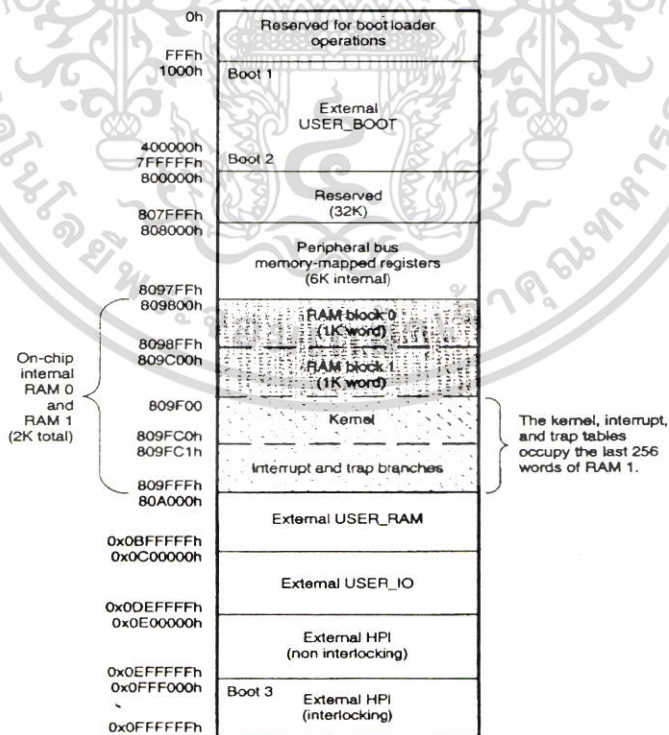 0h
Reserved for boot loader
operations
FFFh
1000h
Boot 1
External
USER_BOOT
400000h
7FFFFFh
Boot 2
800000h
Reserved
(32K)
807FFFh
808000h
Peripheral bus
memory-mapped registers
(6K internal)
8097FFh
809800h
RAM block 0
(1K word)
8098FFh
809C00h
RAM block 1
(1K word)
On-chip
internal
RAM 0
and
RAM 1
(2K total)
809F00
Kernel
809FC0h
809FC1h
Interrupt and trap branches
The kernel, interrupt,
and trap tables
occupy the last 256
words of RAM 1.
809FFFh
80A000h
External USER_RAM
0x0BFFFFFh
0x0C00000h
External USER_IO
0x0DEFFFFh
0x0E00000h
External HPI
(non interlocking)
0x0EFFFFFh
0x0FFF000h
Boot 3
External HPI
(interlocking)
0x0FFFFFFh